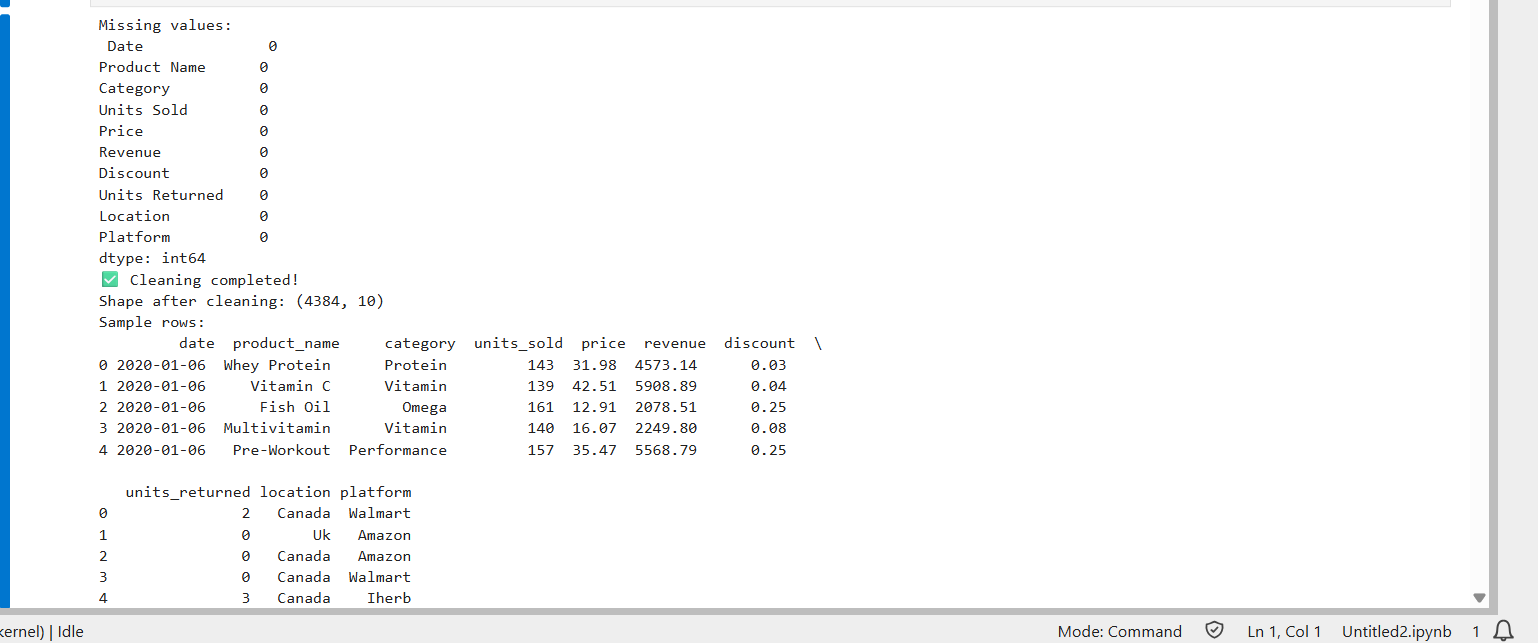 Missing values:
 Date              0
Product Name      0
Category          0
Units Sold        0
Price             0
Revenue           0
Discount          0
Units Returned    0
Location          0
Platform          0
dtype: int64
✅ Cleaning completed!
Shape after cleaning: (4384, 10)
Sample rows:
         date  product_name     category  units_sold  price  revenue  discount  \
0 2020-01-06  Whey Protein      Protein         143  31.98  4573.14      0.03
1 2020-01-06     Vitamin C      Vitamin         139  42.51  5908.89      0.04
2 2020-01-06      Fish Oil        Omega         161  12.91  2078.51      0.25
3 2020-01-06  Multivitamin      Vitamin         140  16.07  2249.80      0.08
4 2020-01-06   Pre-Workout  Performance         157  35.47  5568.79      0.25
   units_returned location platform
0               2   Canada  Walmart
1               0       Uk   Amazon
2               0   Canada   Amazon
3               0   Canada  Walmart
4               3   Canada    Iherb
kernel) | Idle Mode: Command Ln 1, Col 1 Untitled2.ipynb 1